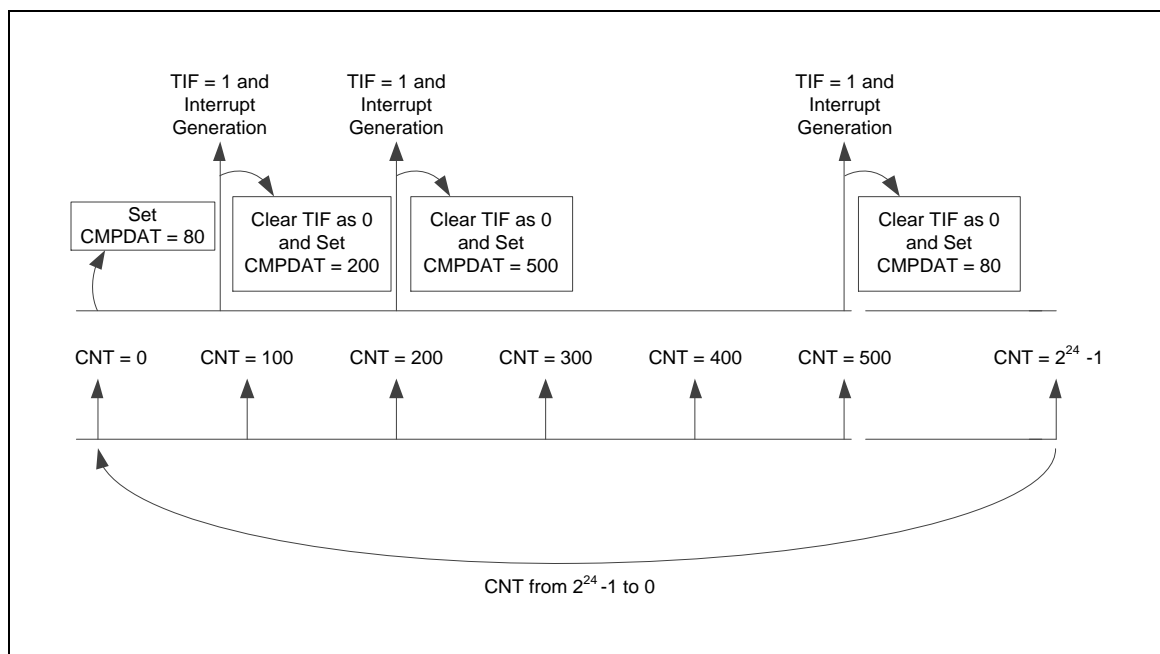 TIF = 1 and
Interrupt
Generation
TIF = 1 and
Interrupt
Generation
TIF = 1 and
Interrupt
Generation
Set
CMPDAT = 80
Clear TIF as 0
and Set
CMPDAT = 200
Clear TIF as 0
and Set
CMPDAT = 500
Clear TIF as 0
and Set
CMPDAT = 80
CNT = 0
CNT = 100
CNT = 200
CNT = 300
CNT = 400
CNT = 500
CNT = 2²⁴ -1
CNT from 2²⁴ -1 to 0